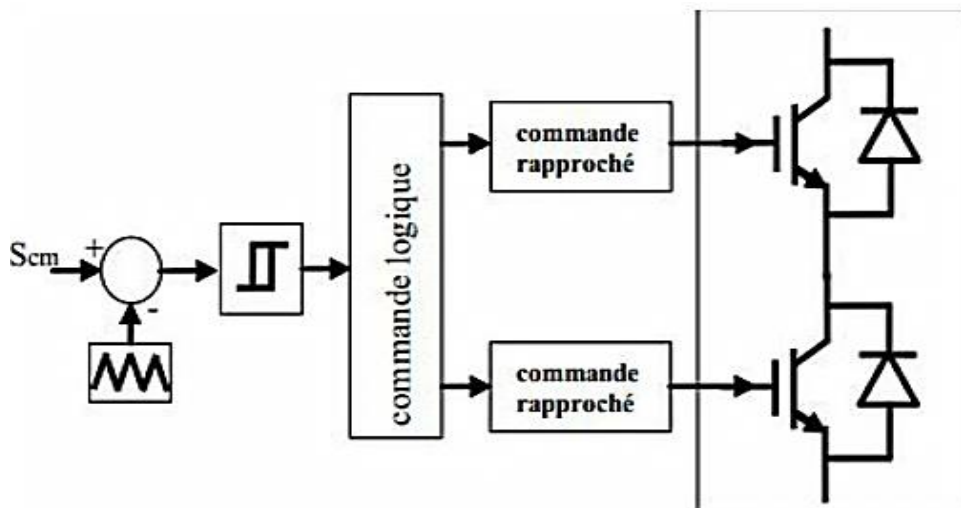 commande
rapproché
commande logique
Scm
+
-
commande
rapproché